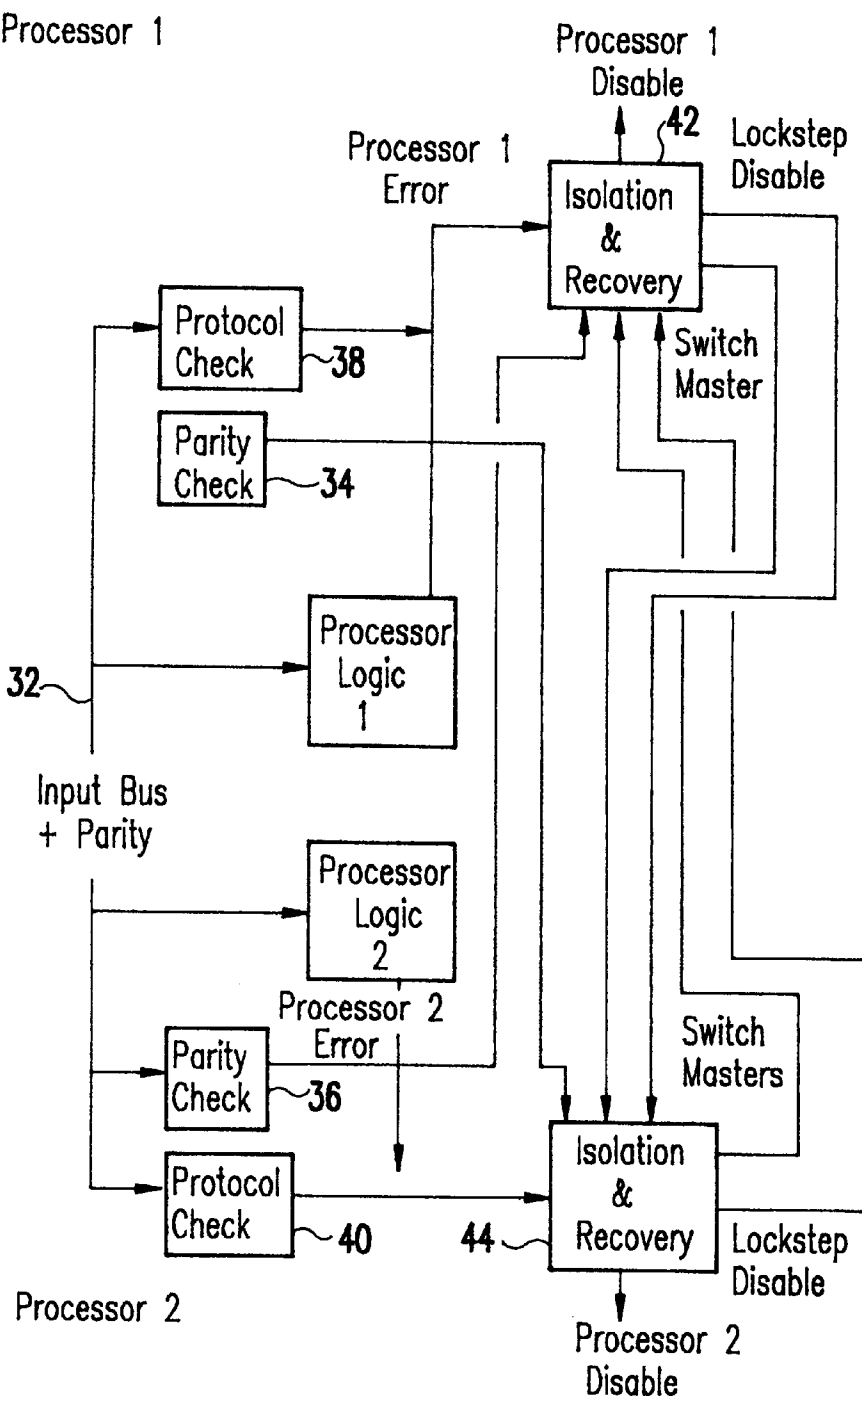 Processor 1
Processor 1
Disable
42
Lockstep
Disable
Processor 1
Error
Isolation
&
Recovery
Protocol
Check
38
Switch
Master
Parity
Check
34
Processor
Logic
1
32
Input Bus
+ Parity
Processor
Logic
2
Processor 2
Error
Switch
Masters
Parity
Check
36
Isolation
&
Recovery
Protocol
Check
40
44
Lockstep
Disable
Processor 2
Processor 2
Disable